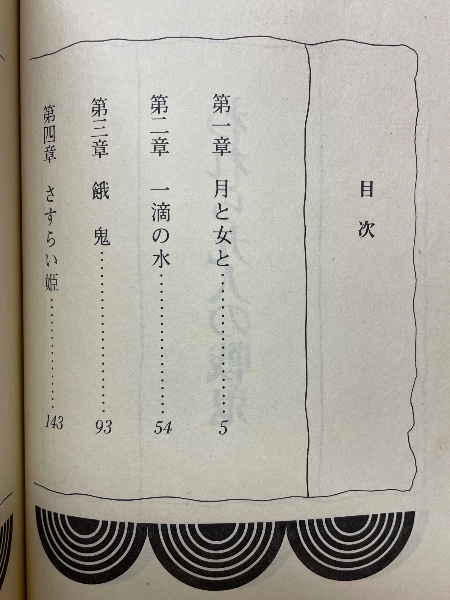 目次
第一章　月と女と……………………5
第二章　一滴の水……………………54
第三章　餓　鬼……………………93
第四章　さすらい姫………………143